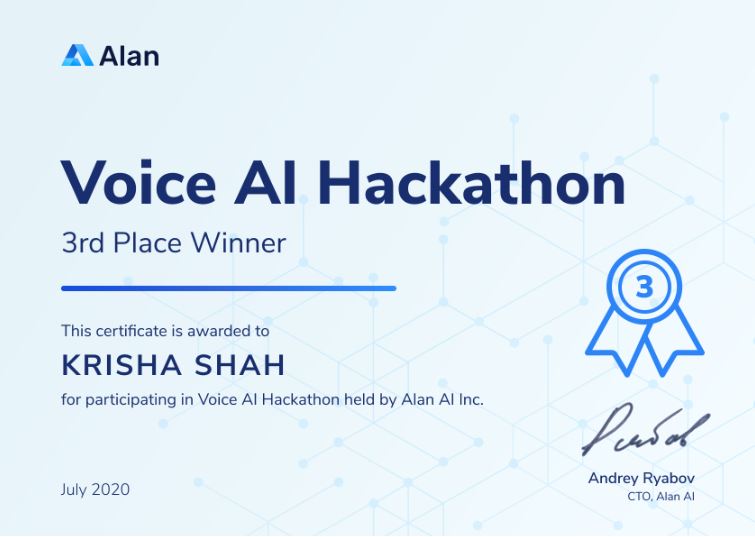 Alan
Voice AI Hackathon
3rd Place Winner
3
This certificate is awarded to
KRISHA SHAH
for participating in Voice AI Hackathon held by Alan AI Inc.
July 2020
Andrey Ryabov
CTO, Alan AI